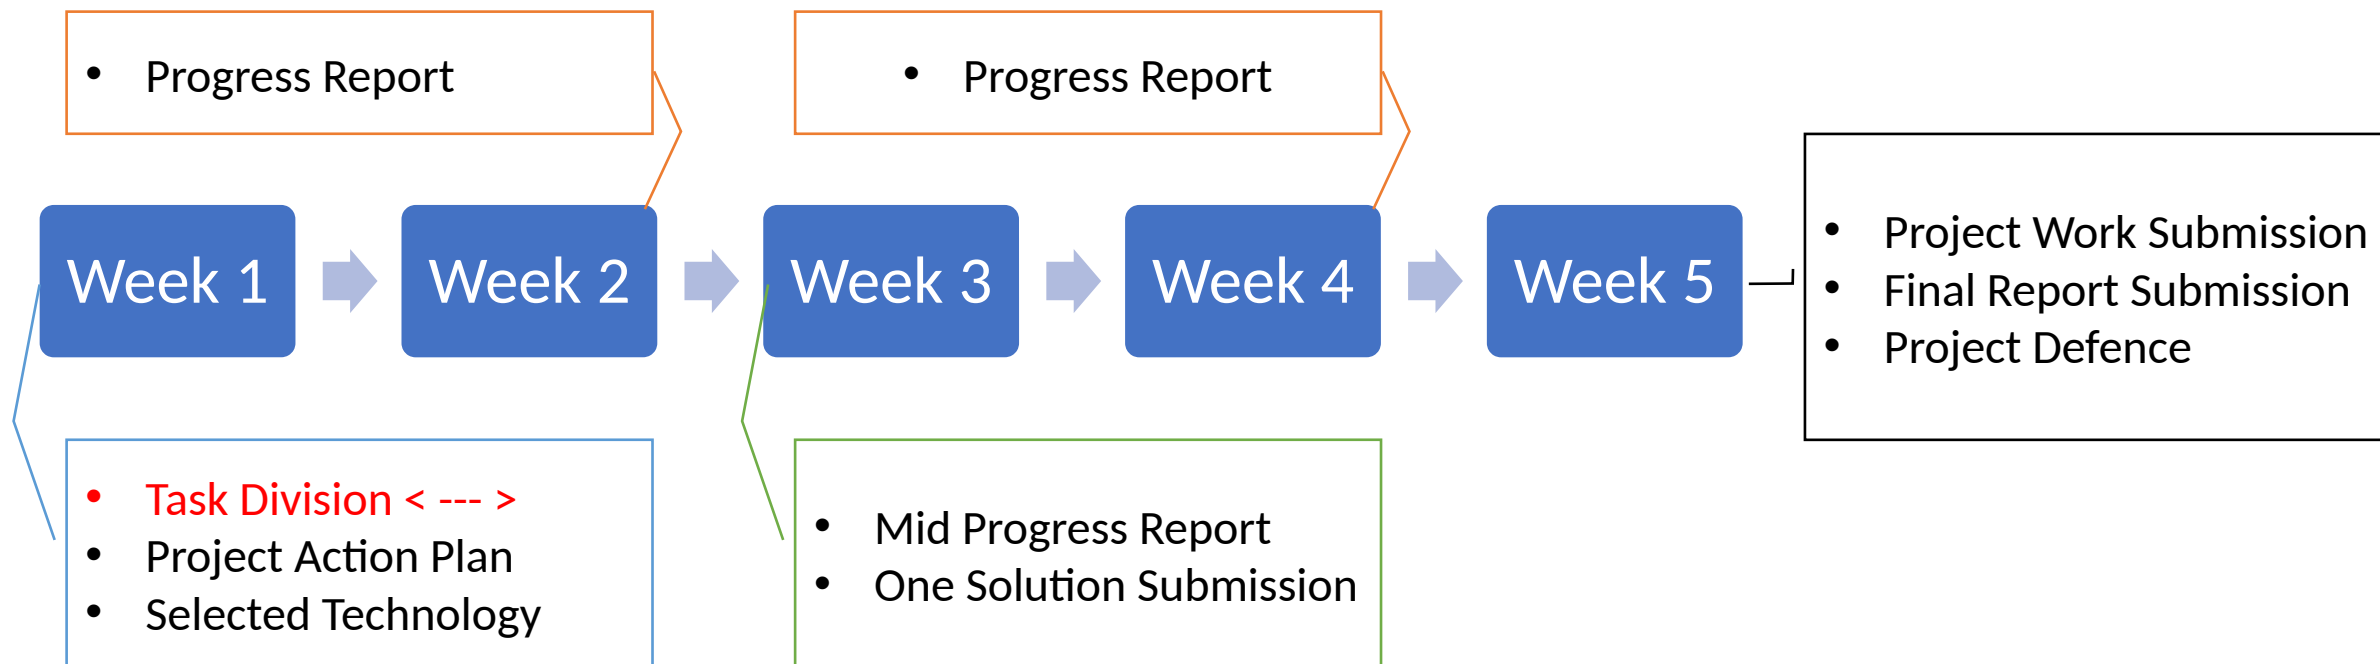 • Progress Report
• Progress Report
Week 1
Week 2
Week 3
Week 4
Week 5
• Project Work Submission
• Final Report Submission
• Project Defence
• Task Division < --- >
• Project Action Plan
• Selected Technology
• Mid Progress Report
• One Solution Submission